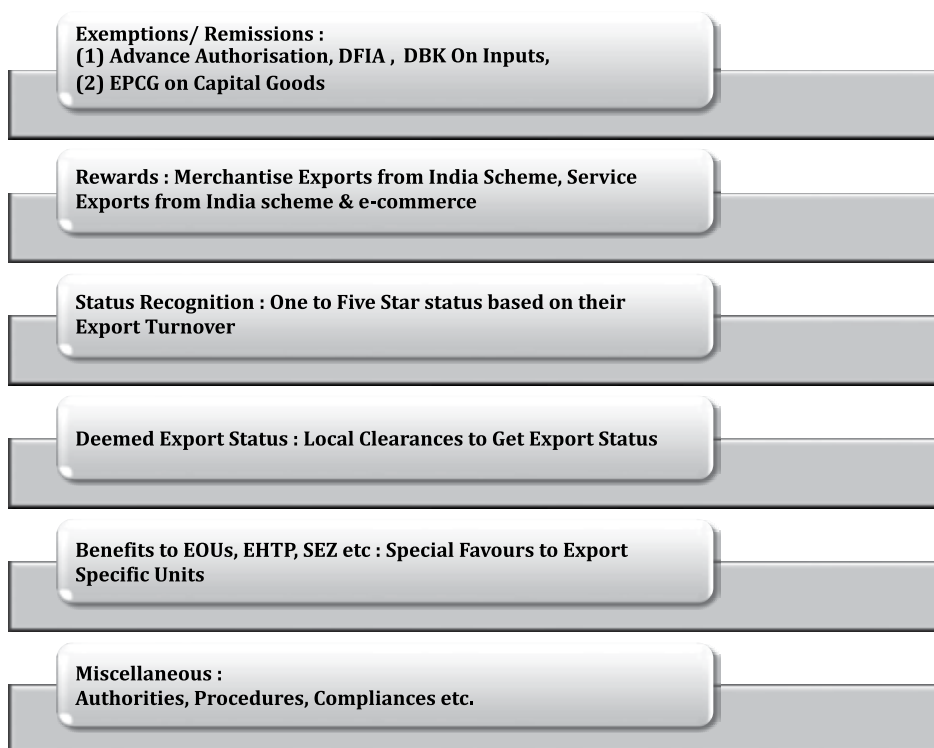 Exemptions/ Remissions :
(1) Advance Authorisation, DFIA , DBK On Inputs,
(2) EPCG on Capital Goods
Rewards : Merchantise Exports from India Scheme, Service
Exports from India scheme & e-commerce
Status Recognition : One to Five Star status based on their
Export Turnover
Deemed Export Status : Local Clearances to Get Export Status
Benefits to EOUs, EHTP, SEZ etc : Special Favours to Export
Specific Units
Miscellaneous :
Authorities, Procedures, Compliances etc.